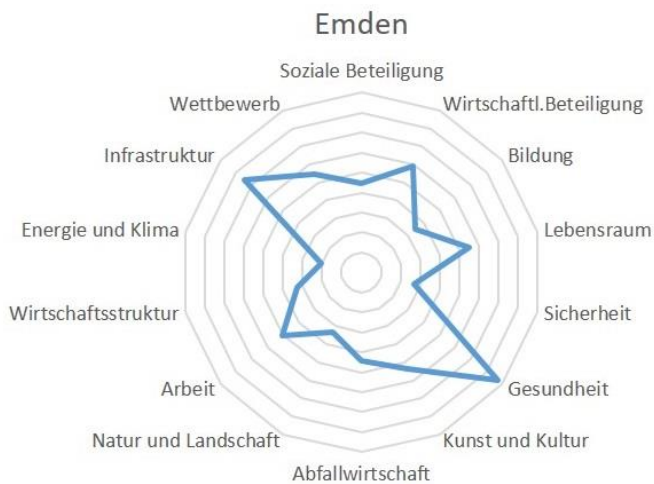 Emden
Soziale Beteiligung
Wettbewerb
Wirtschaftl.Beteiligung
Infrastruktur
Bildung
Energie und Klima
Lebensraum
Wirtschaftsstruktur
Sicherheit
Arbeit
Gesundheit
Natur und Landschaft
Kunst und Kultur
Abfallwirtschaft